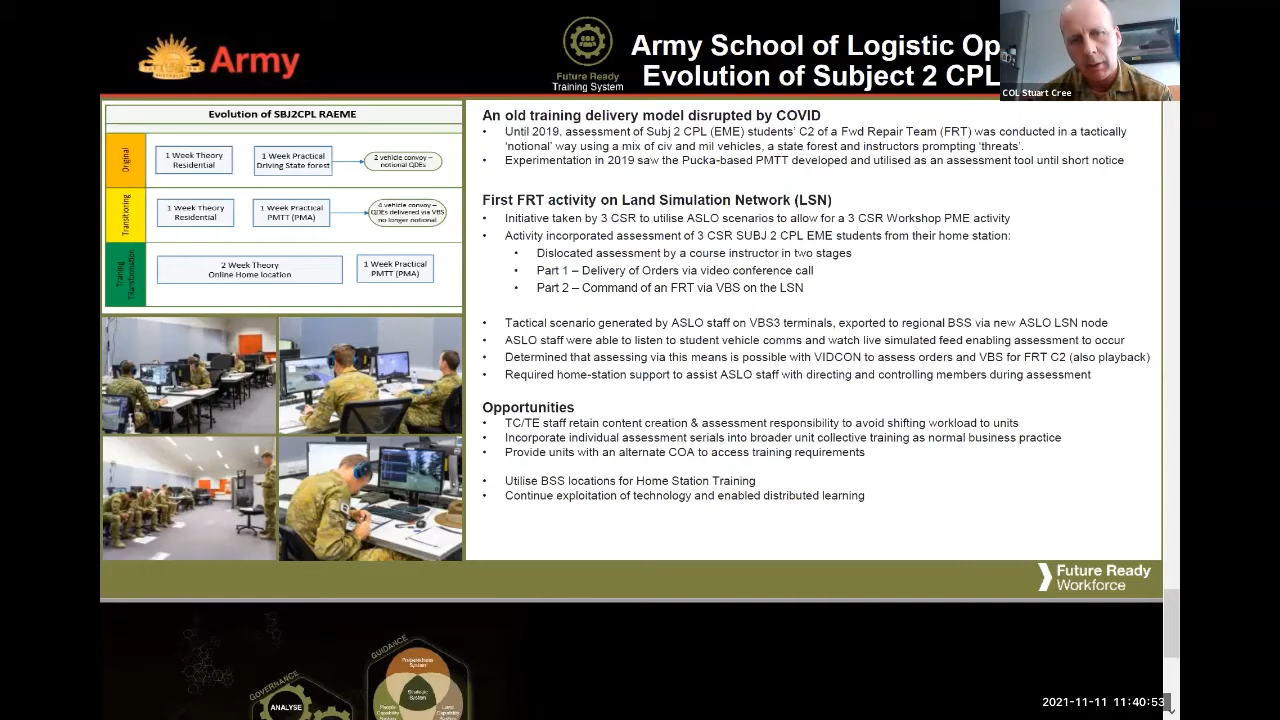 Army
Future Ready
Training System
Army School of Logistic Op
Evolution of Subject 2 CPL
COL Stuart Cree
Evolution of SBJ2CPL RAEME
Original
1 Week Theory
Residential
1 Week Practical
Driving State forest
2 vehicle convoy –
notional QDEs
Transitioning
1 Week Theory
Residential
1 Week Practical
PMTT (PMA)
4 vehicle convoy –
QDEs delivered via VBS
no longer notional
Training
Transformation
2 Week Theory
Online Home location
1 Week Practical
PMTT (PMA)
An old training delivery model disrupted by COVID
• Until 2019, assessment of Subj 2 CPL (EME) students' C2 of a Fwd Repair Team (FRT) was conducted in a tactically
'notional' way using a mix of civ and mil vehicles, a state forest and instructors prompting 'threats'.
• Experimentation in 2019 saw the Pucka-based PMTT developed and utilised as an assessment tool until short notice
First FRT activity on Land Simulation Network (LSN)
• Initiative taken by 3 CSR to utilise ASLO scenarios to allow for a 3 CSR Workshop PME activity
• Activity incorporated assessment of 3 CSR SUBJ 2 CPL EME students from their home station:
• Dislocated assessment by a course instructor in two stages
• Part 1 – Delivery of Orders via video conference call
• Part 2 – Command of an FRT via VBS on the LSN
• Tactical scenario generated by ASLO staff on VBS3 terminals, exported to regional BSS via new ASLO LSN node
• ASLO staff were able to listen to student vehicle comms and watch live simulated feed enabling assessment to occur
• Determined that assessing via this means is possible with VIDCON to assess orders and VBS for FRT C2 (also playback)
• Required home-station support to assist ASLO staff with directing and controlling members during assessment
Opportunities
• TC/TE staff retain content creation & assessment responsibility to avoid shifting workload to units
• Incorporate individual assessment serials into broader unit collective training as normal business practice
• Provide units with an alternate COA to access training requirements
• Utilise BSS locations for Home Station Training
• Continue exploitation of technology and enabled distributed learning
Future Ready
Workforce
GUIDANCE
Preparedness
System
Strategic
System
People
Capability
System
Land
Capability
System
GOVERNANCE
ANALYSE
2021-11-11 11:40:53